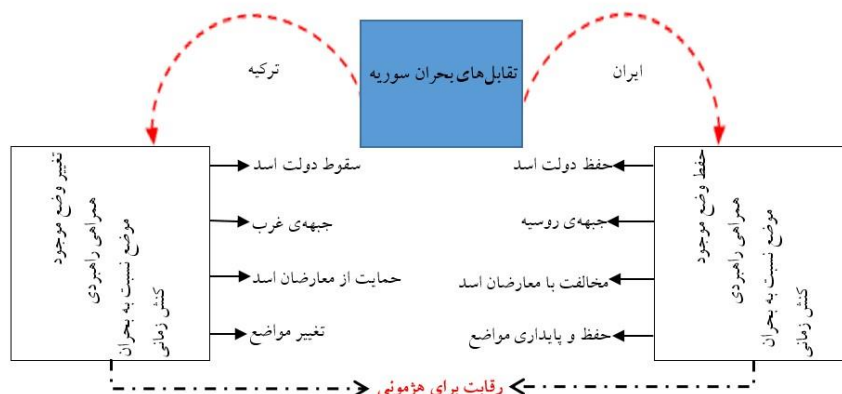 تقابل‌های بحران سوریه
ایران
ترکیه
حفظ وضع موجود
همراهی راهبردی
موضع نسبت به بحران
کنش زمانی
حفظ دولت اسد
جبهه‌ی روسیه
مخالفت با معارضان اسد
حفظ و پایداری مواضع
تغییر وضع موجود
همراهی راهبردی
موضع نسبت به بحران
کنش زمانی
سقوط دولت اسد
جبهه‌ی غرب
حمایت از معارضان اسد
تغییر مواضع
رقابت برای هژمونی